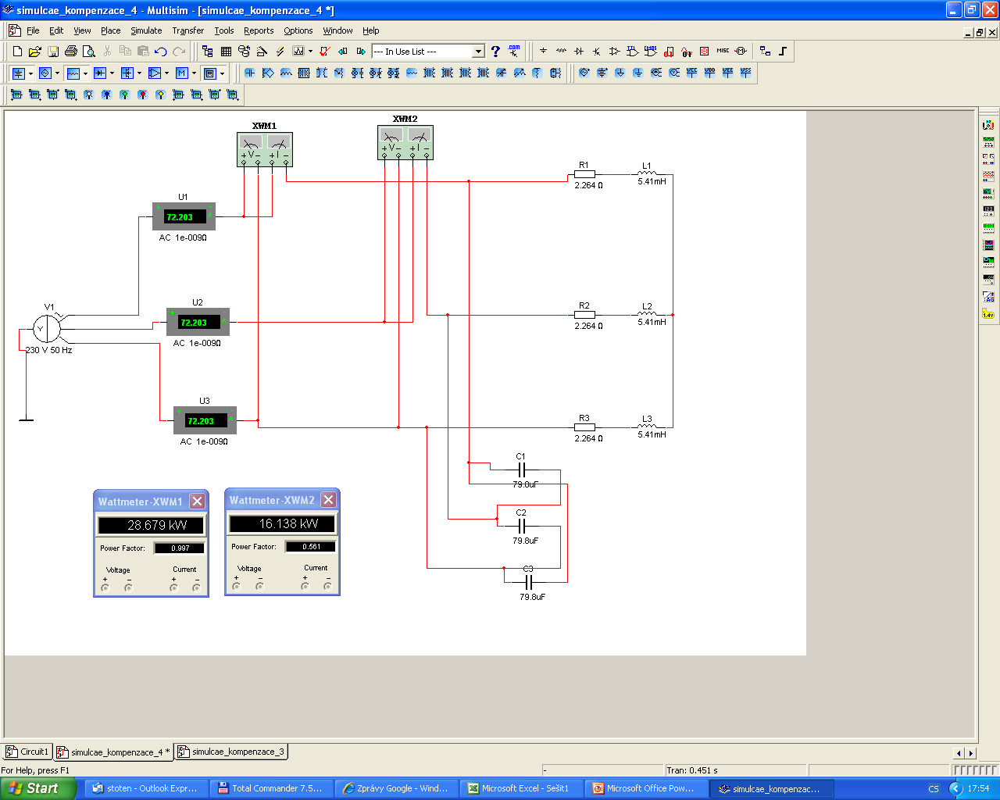 simulcae_kompenzace_4 - Multisim - [simulcae_kompenzace_4 *]
File Edit View Place Simulate Transfer Tools Reports Options Window Help
--- In Use List ---
MISC
XWM1
XWM2
+ V - + I -
+ V - + I -
R1
L1
2.264 Ω
5.41mH
U1
72.203
AC 1e-009Ω
V1
Y
230 V 50 Hz
U2
72.203
AC 1e-009Ω
R2
L2
2.264 Ω
5.41mH
U3
72.203
AC 1e-009Ω
R3
L3
2.264 Ω
5.41mH
C1
C2
79.8uF
C3
79.8uF
Wattmeter-XWM1
28.679 kW
Power Factor: 0.997
Voltage Current
+ - + -
Wattmeter-XWM2
16.138 kW
Power Factor: 0.561
Voltage Current
+ - + -
Circuit1 simulcae_kompenzace_4 * simulcae_kompenzace_3
For Help, press F1
-
Tran: 0.451 s
Start
stoten - Outlook Expr...
Total Commander 7.5...
Zprávy Google - Wind...
Microsoft Excel - Sešit1
Microsoft Office Pow...
simulcae_kompenzac...
CS
17:54